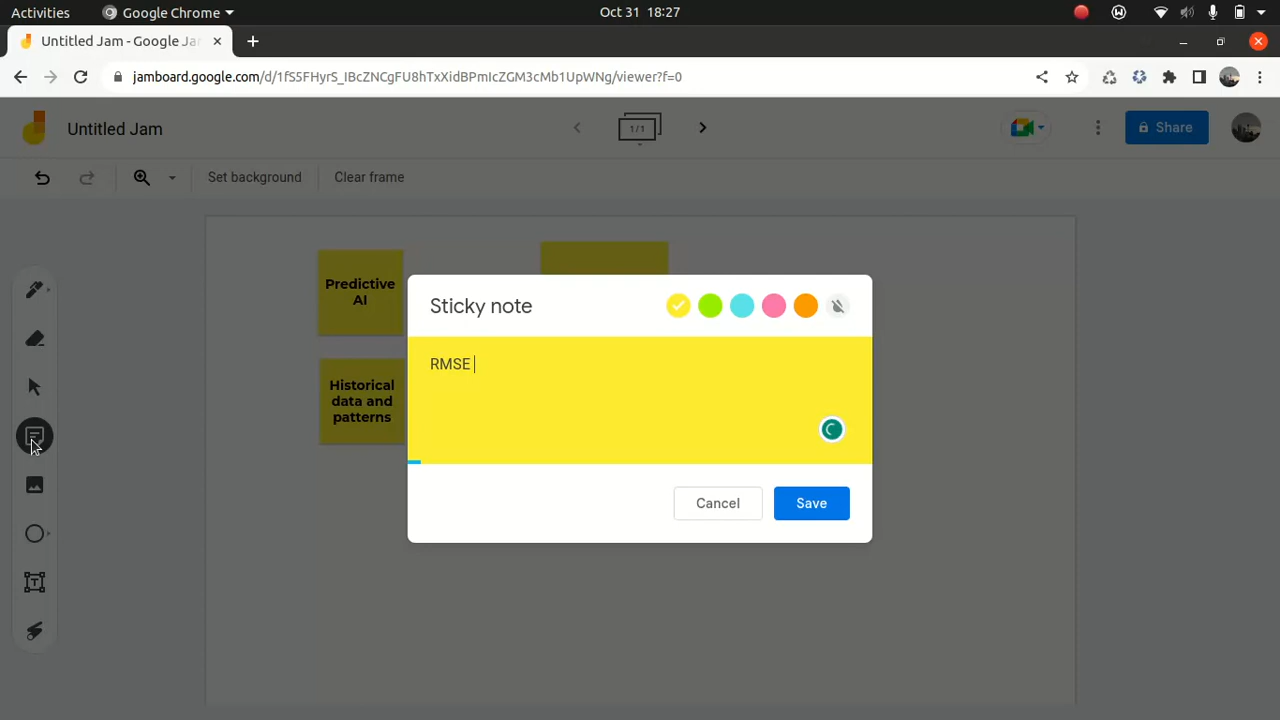 Activities
Google Chrome
Oct 31 18:27
Untitled Jam - Google Jar
jamboard.google.com/d/1fS5FHyrS_IBcZNCgFU8hTxXidBPmIcZGM3cMb1UpWNg/viewer?f=0
Untitled Jam
1/1
Share
Set background
Clear frame
Predictive
AI
Historical
data and
patterns
Sticky note
RMSE
Cancel
Save